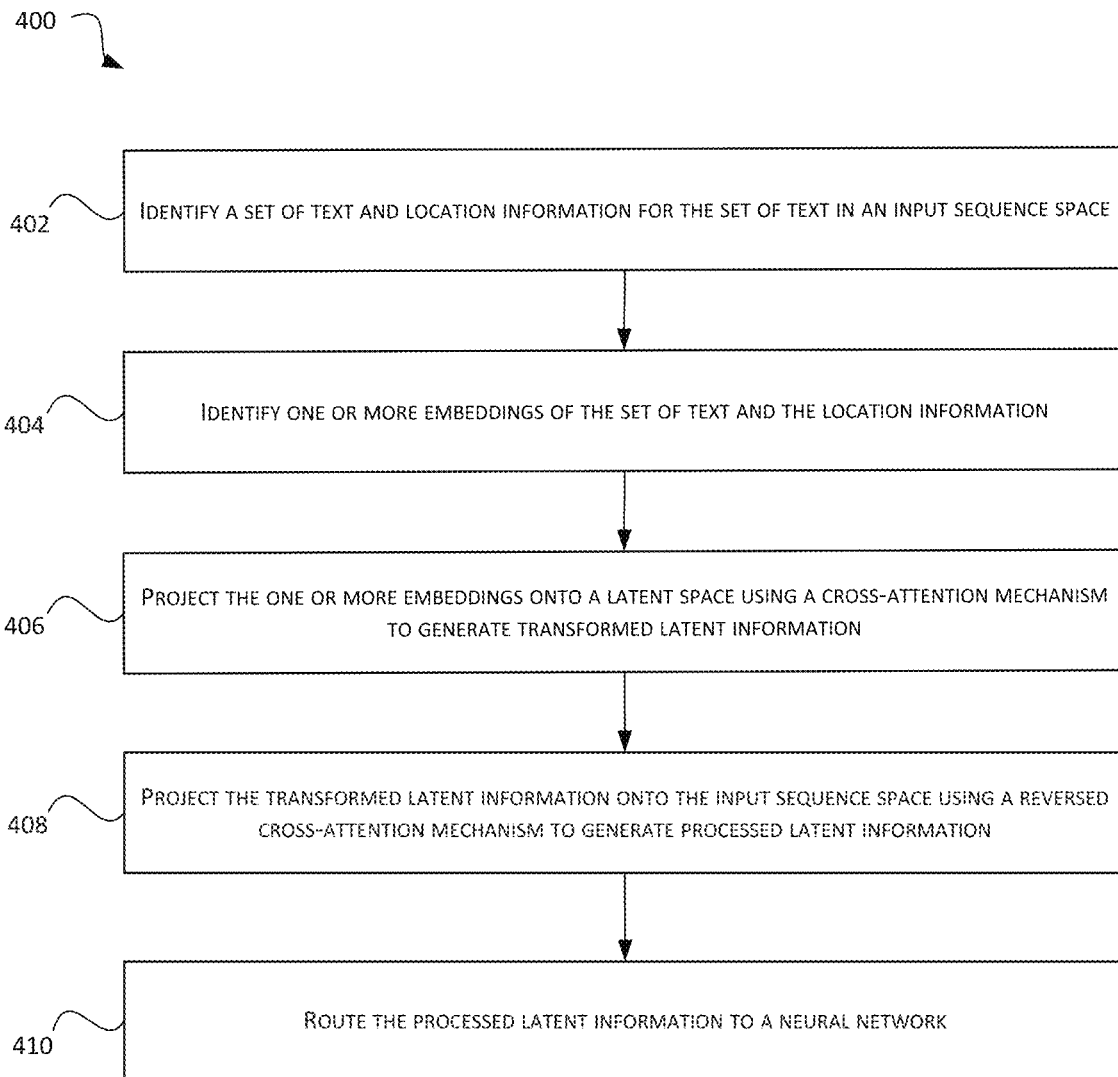 400
402
IDENTIFY A SET OF TEXT AND LOCATION INFORMATION FOR THE SET OF TEXT IN AN INPUT SEQUENCE SPACE
404
IDENTIFY ONE OR MORE EMBEDDINGS OF THE SET OF TEXT AND THE LOCATION INFORMATION
406
PROJECT THE ONE OR MORE EMBEDDINGS ONTO A LATENT SPACE USING A CROSS-ATTENTION MECHANISM
TO GENERATE TRANSFORMED LATENT INFORMATION
408
PROJECT THE TRANSFORMED LATENT INFORMATION ONTO THE INPUT SEQUENCE SPACE USING A REVERSED
CROSS-ATTENTION MECHANISM TO GENERATE PROCESSED LATENT INFORMATION
410
ROUTE THE PROCESSED LATENT INFORMATION TO A NEURAL NETWORK